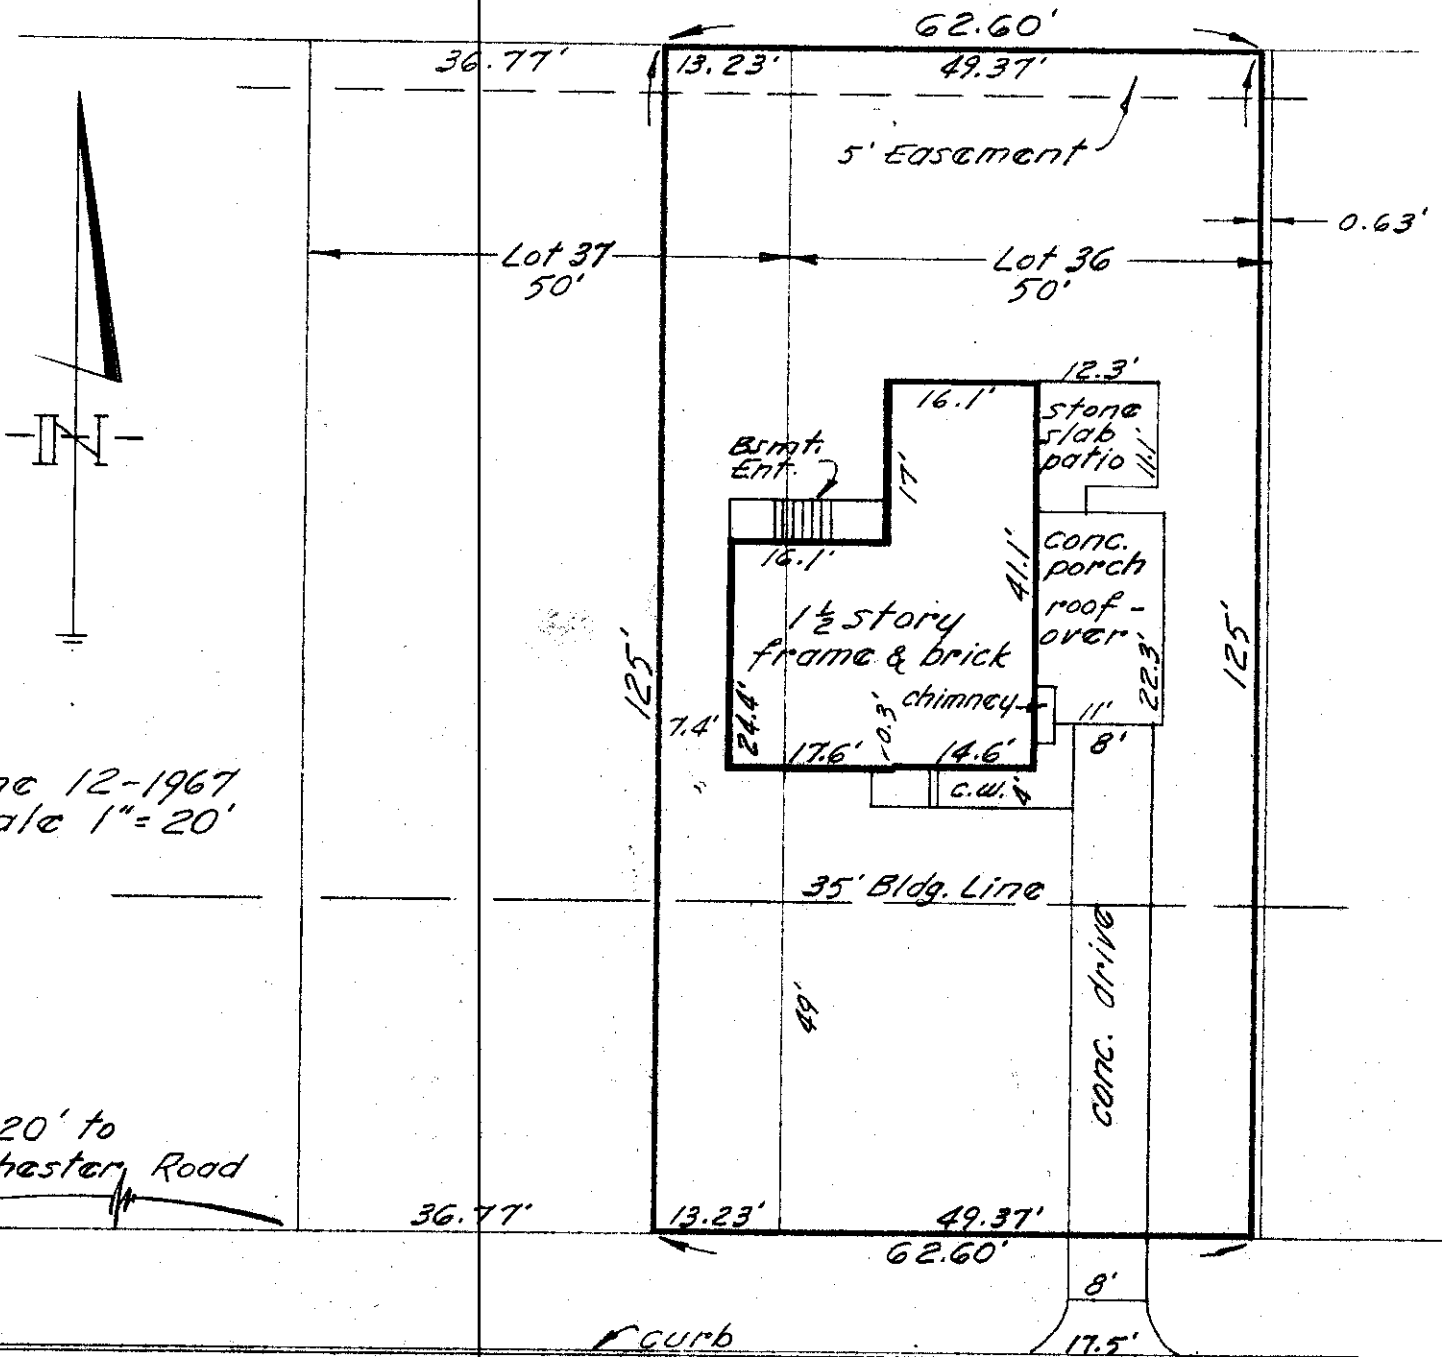 62.60'
36.77'
13.23'
49.37'
5' Easement
0.63'
Lot 37
50'
Lot 36
50'
N
12.3'
16.1'
stone
slab
patio
11.1'
Bsmt.
Ent.
17'
16.1'
41.1'
conc.
porch
roof-
over
22.3'
1½ story
frame & brick
chimney
125'
125'
7.4'
24.4'
0.3'
11'
8'
17.6'
14.6'
c.w.
4'
12-1967
1"=20'
35' Bldg. Line
49'
conc. drive
20' to
Road
36.77'
13.23'
49.37'
62.60'
8'
curb
17.5'